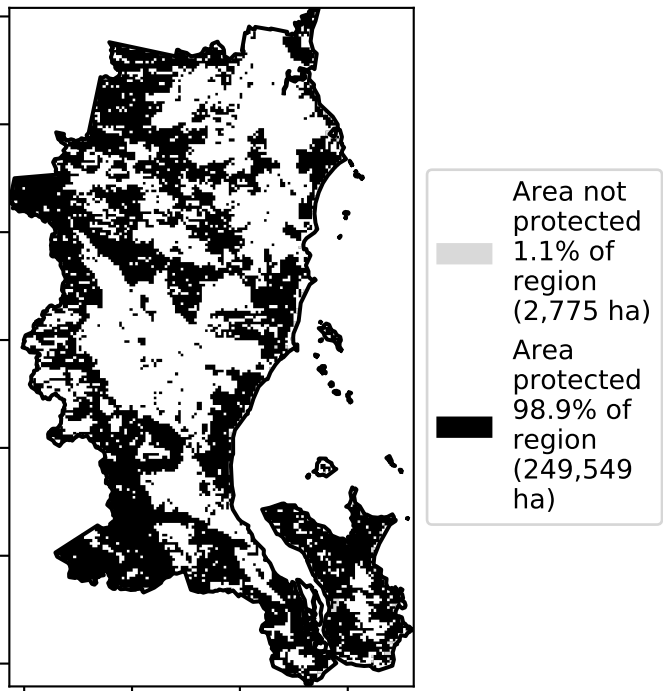 Area not
protected
1.1% of
region
(2,775 ha)
Area
protected
98.9% of
region
(249,549
ha)